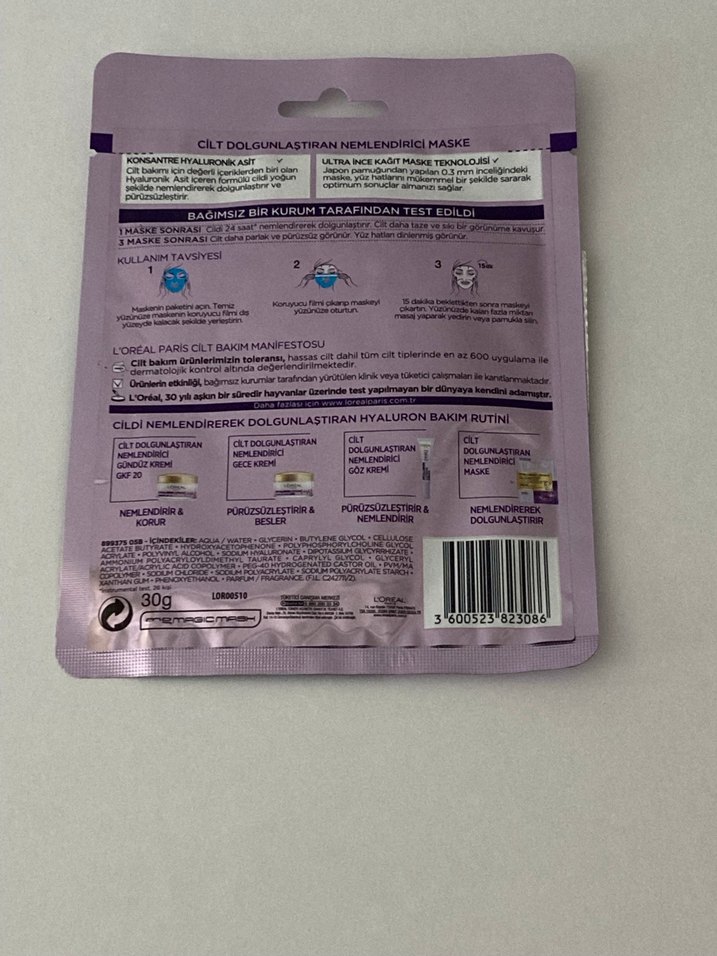 CİLT DOLGUNLAŞTIRAN NEMLENDİRİCİ MASKE
KONSANTRE HYALURONİK ASİT
Cilt bakımı için değerli içeriklerden biri olan
Hyaluronik Asit içeren formülü cildi yoğun
şekilde nemlendirerek dolgunlaştırır ve
pürüzsüzleştirir.
ULTRA İNCE KAĞIT MASKE TEKNOLOJİSİ
Japon pamuğundan yapılan 0.3 mm inceliğindeki
maske, yüz hatlarını mükemmel bir şekilde sararak
optimum sonuçlar almanızı sağlar.
BAĞIMSIZ BİR KURUM TARAFINDAN TEST EDİLDİ
1 MASKE SONRASI Cildi 24 saat* nemlendirerek dolgunlaştırır. Cilt daha taze ve sıkı bir görünüme kavuşur.
3 MASKE SONRASI Cilt daha parlak ve pürüzsüz görünür. Yüz hatları dinlenmiş görünür.
KULLANIM TAVSİYESİ
1
Maskenin paketini açın. Temiz
yüzünüze maskenin koruyucu filmi dış
yüzeyde kalacak şekilde yerleştirin.
2
Koruyucu filmi çıkarıp maskeyi
yüzünüze oturtun.
3
15dk
15 dakika beklettikten sonra maskeyi
çıkartın. Yüzünüzde kalan fazla miktarı
masaj yaparak yedirin veya pamukla silin.
L'ORÉAL PARIS CİLT BAKIM MANİFESTOSU
Cilt bakım ürünlerimizin toleransı, hassas cilt dahil tüm cilt tiplerinde en az 600 uygulama ile
dermatolojik kontrol altında değerlendirilmektedir.
Ürünlerin etkinliği, bağımsız kurumlar tarafından yürütülen klinik veya tüketici çalışmaları ile kanıtlanmaktadır.
L'Oréal, 30 yılı aşkın bir süredir hayvanlar üzerinde test yapılmayan bir dünyaya kendini adamıştır.
Daha fazlası için www.lorealparis.com.tr
CİLDİ NEMLENDİREREK DOLGUNLAŞTIRAN HYALURON BAKIM RUTİNİ
CİLT DOLGUNLAŞTIRAN
NEMLENDİRİCİ
GÜNDÜZ KREMİ
GKF 20
NEMLENDİRİR &
KORUR
CİLT DOLGUNLAŞTIRAN
NEMLENDİRİCİ
GECE KREMİ
PÜRÜZSÜZLEŞTİRİR &
BESLER
CİLT
DOLGUNLAŞTIRAN
NEMLENDİRİCİ
GÖZ KREMİ
PÜRÜZSÜZLEŞTİRİR &
NEMLENDİRİR
CİLT
DOLGUNLAŞTIRAN
NEMLENDİRİCİ
MASKE
NEMLENDİREREK
DOLGUNLAŞTIRIR
899375 05B - İÇİNDEKİLER: AQUA / WATER • GLYCERIN • BUTYLENE GLYCOL • CELLULOSE
ACETATE BUTYRATE • HYDROXYACETOPHENONE • POLYPHOSPHORYLCHOLINE GLYCOL
ACRYLATE • POLYVINYL ALCOHOL • SODIUM HYALURONATE • DIPOTASSIUM GLYCYRRHIZATE •
AMMONIUM POLYACRYLOYLDIMETHYL TAURATE • CAPRYLYL GLYCOL • GLYCERYL
ACRYLATE/ACRYLIC ACID COPOLYMER • PEG-40 HYDROGENATED CASTOR OIL • PVM/MA
COPOLYMER • SODIUM CHLORIDE • SODIUM POLYACRYLATE • SODIUM POLYACRYLATE STARCH •
XANTHAN GUM • PHENOXYETHANOL • PARFUM / FRAGRANCE. (F.I.L. C242711/2).
*Instrumental test, 26 kişi
30g
LOR00510
TÜKETİCİ DANIŞMA MERKEZİ
L'ORÉAL
3 600523 823086